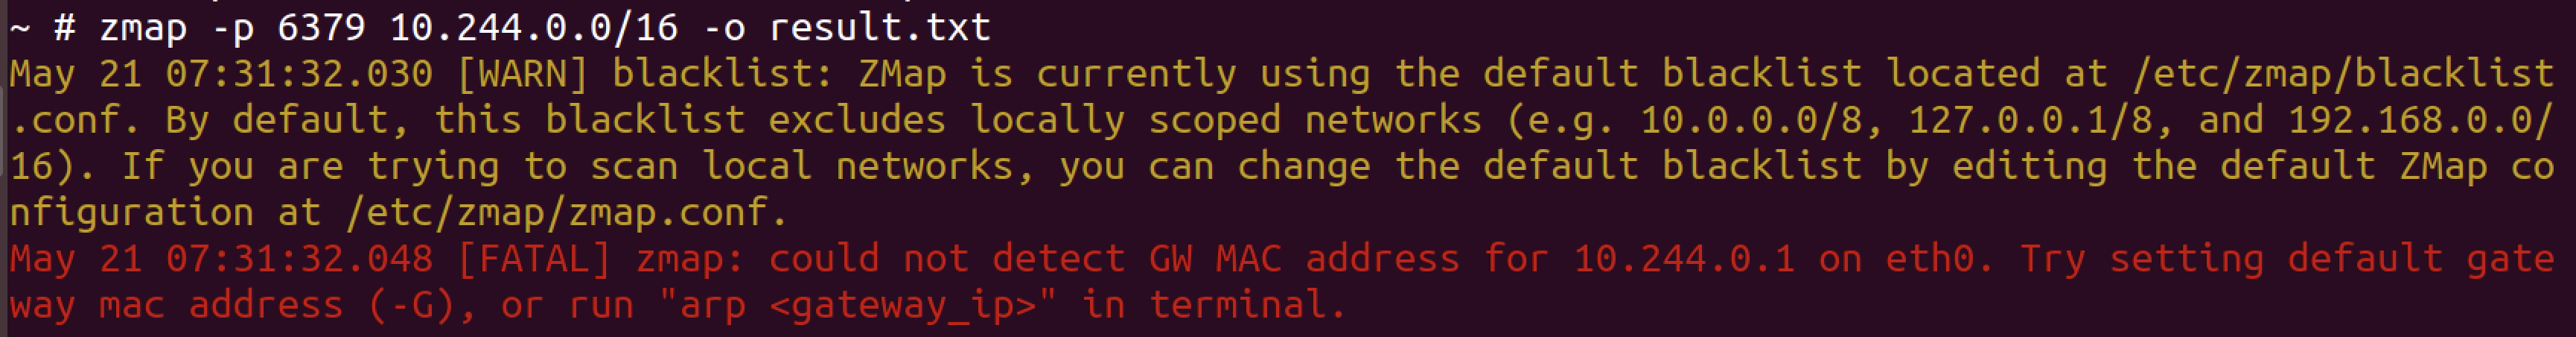 ~ # zmap -p 6379 10.244.0.0/16 -o result.txt
May 21 07:31:32.030 [WARN] blacklist: ZMap is currently using the default blacklist located at /etc/zmap/blacklist
.conf. By default, this blacklist excludes locally scoped networks (e.g. 10.0.0.0/8, 127.0.0.1/8, and 192.168.0.0/
16). If you are trying to scan local networks, you can change the default blacklist by editing the default ZMap co
nfiguration at /etc/zmap/zmap.conf.
May 21 07:31:32.048 [FATAL] zmap: could not detect GW MAC address for 10.244.0.1 on eth0. Try setting default gate
way mac address (-G), or run "arp <gateway_ip>" in terminal.